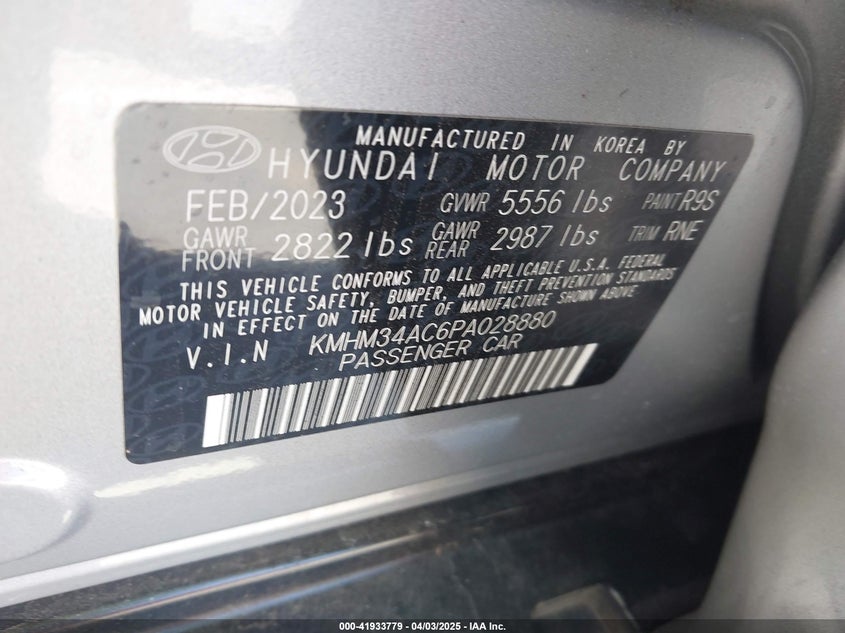 MANUFACTURED IN KOREA BY
HYUNDAI MOTOR COMPANY
FEB/2023 GVWR 5556 lbs PAINT R9S
GAWR FRONT 2822 lbs GAWR REAR 2987 lbs TRIM RNE
THIS VEHICLE CONFORMS TO ALL APPLICABLE U.S.A. FEDERAL
MOTOR VEHICLE SAFETY, BUMPER, AND THEFT PREVENTION STANDARDS
IN EFFECT ON THE DATE OF MANUFACTURE SHOWN ABOVE
V.I.N KMHM34AC6PA028880
PASSENGER CAR
000-41933779 - 04/03/2025 - IAA Inc.